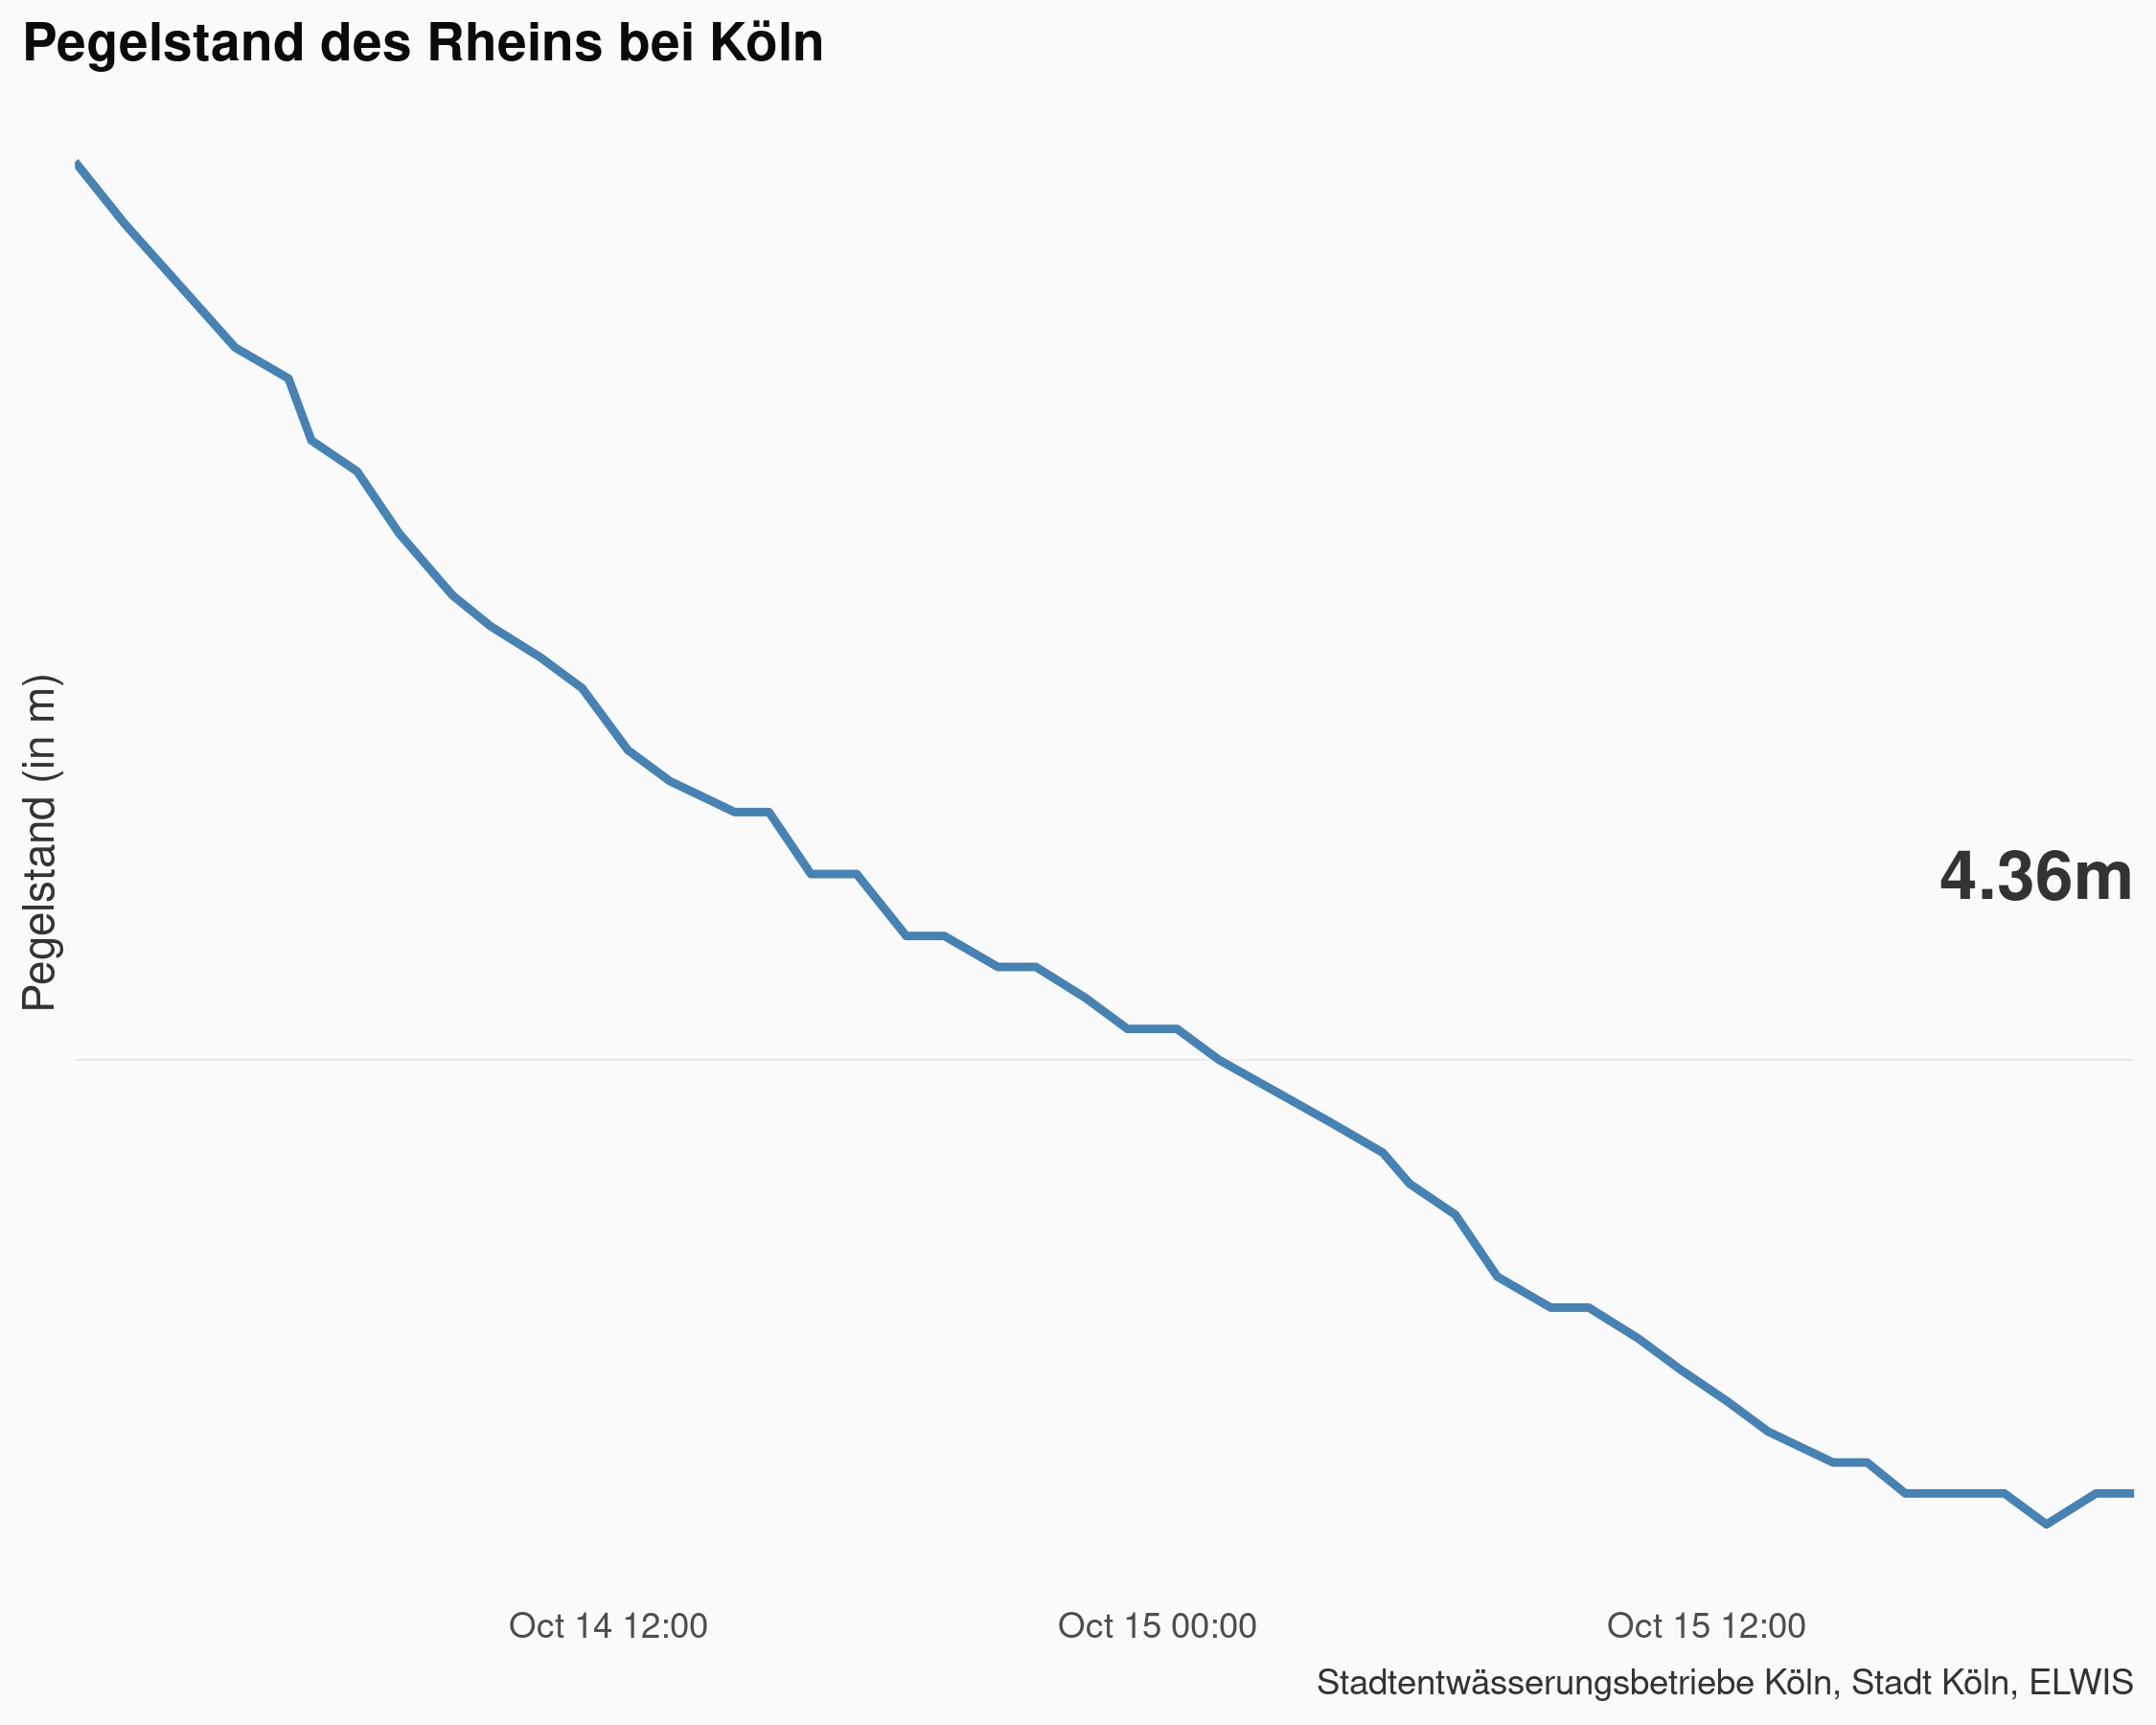 Pegelstand des Rheins bei Köln
Pegelstand (in m)
4.36m
Oct 14 12:00
Oct 15 00:00
Oct 15 12:00
Stadtentwässerungsbetriebe Köln, Stadt Köln, ELWIS